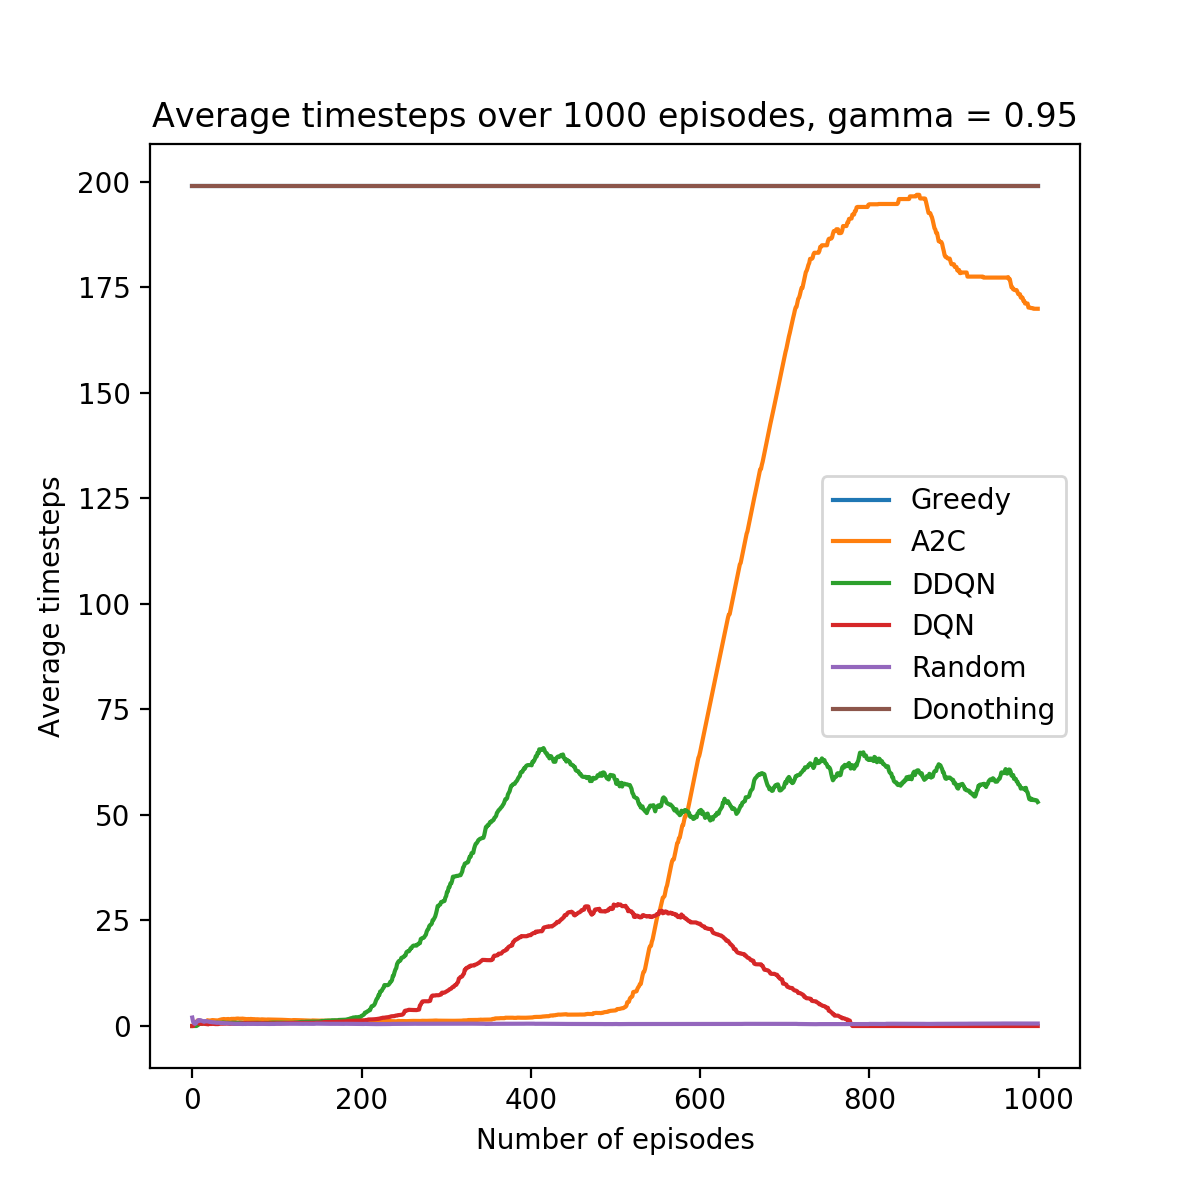 Average timesteps over 1000 episodes, gamma = 0.95
200
175
150
125
100
75
50
25
0
Average timesteps
Greedy
A2C
DDQN
DQN
Random
Donothing
0 200 400 600 800 1000
Number of episodes